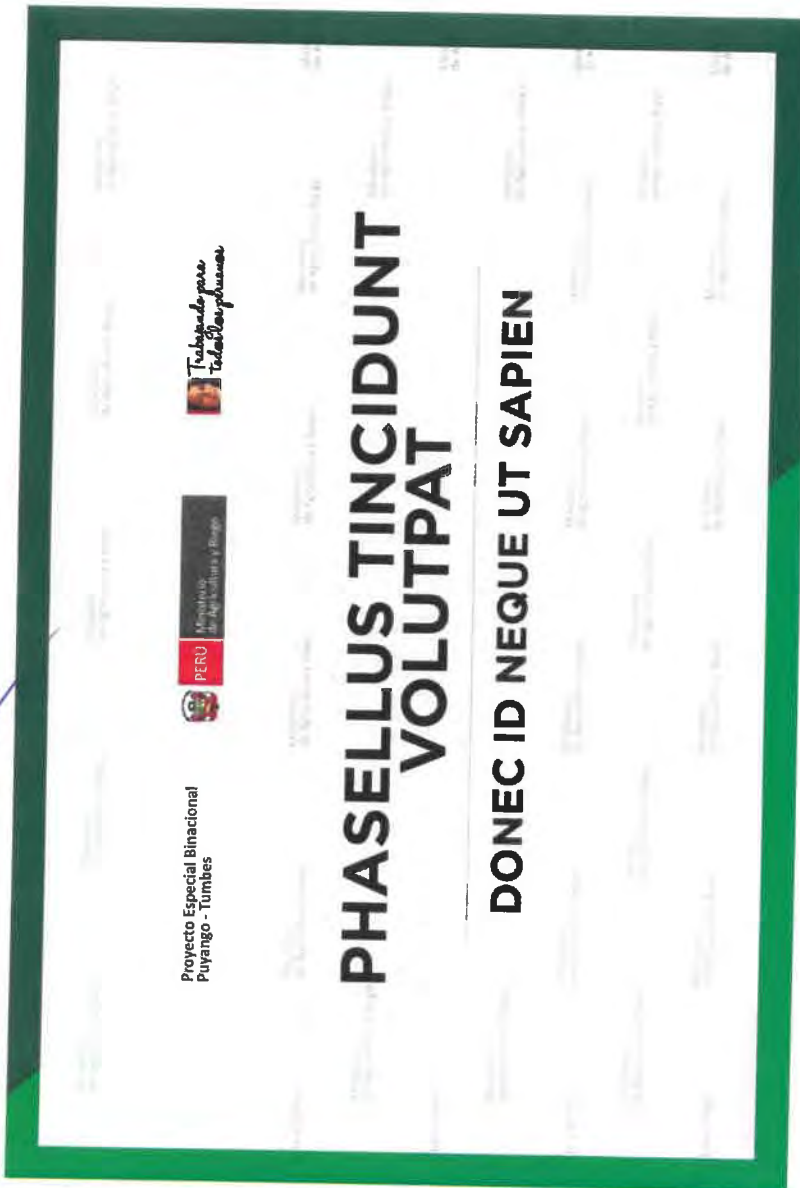 Proyecto Especial Binacional
Puyango - Tumbes
PERÚ
Ministerio
de Agricultura y Riego
Trabajando para
todos los peruanos
PHASELLUS TINCIDUNT
VOLUTPAT
DONEC ID NEQUE UT SAPIEN